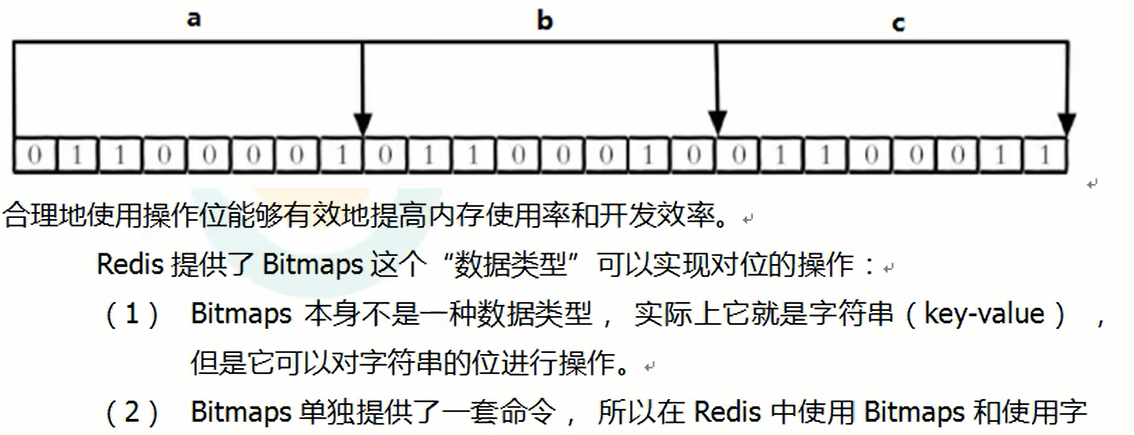 a b c
0 1 1 0 0 0 0 1 0 1 1 0 0 0 1 0 0 1 1 0 0 0 1 1
合理地使用操作位能够有效地提高内存使用率和开发效率。
Redis 提供了 Bitmaps 这个“数据类型”可以实现对位的操作：
（1） Bitmaps 本身不是一种数据类型， 实际上它就是字符串（key-value） ，
但是它可以对字符串的位进行操作。
（2） Bitmaps 单独提供了一套命令， 所以在 Redis 中使用 Bitmaps 和使用字